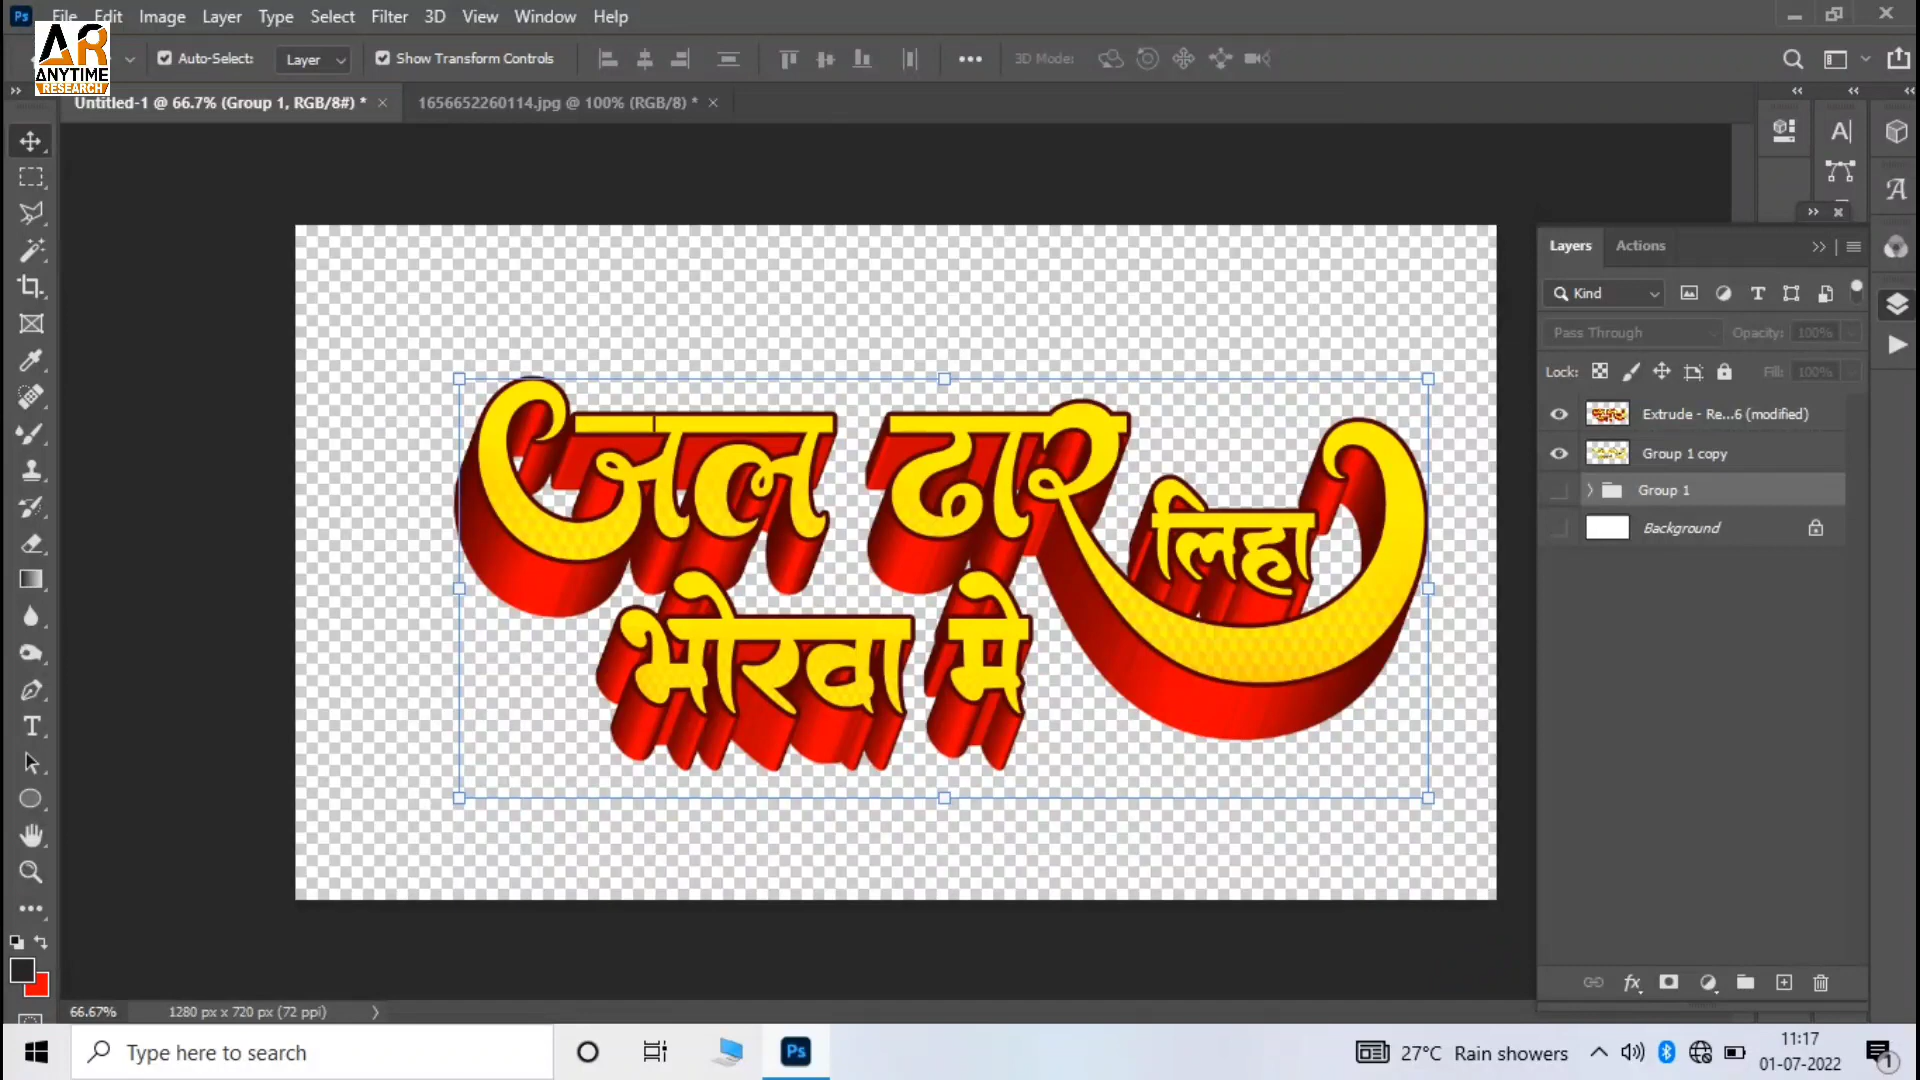 Ps File Edit Image Layer Type Select Filter 3D View Window Help
AR
ANYTIME
RESEARCH
Auto-Select: Layer Show Transform Controls 3D Mode:
Untitled-1 @ 66.7% (Group 1, RGB/8#) * × 1656652260114.jpg @ 100% (RGB/8) * ×
Layers Actions
Kind
Pass Through Opacity: 100%
Lock: Fill: 100%
Extrude - Re...6 (modified)
Group 1 copy
Group 1
Background
जल ढार लिहा
भोरवा मे
66.67% 1280 px x 720 px (72 ppi)
Type here to search
Ps
27°C Rain showers
11:17
01-07-2022
1